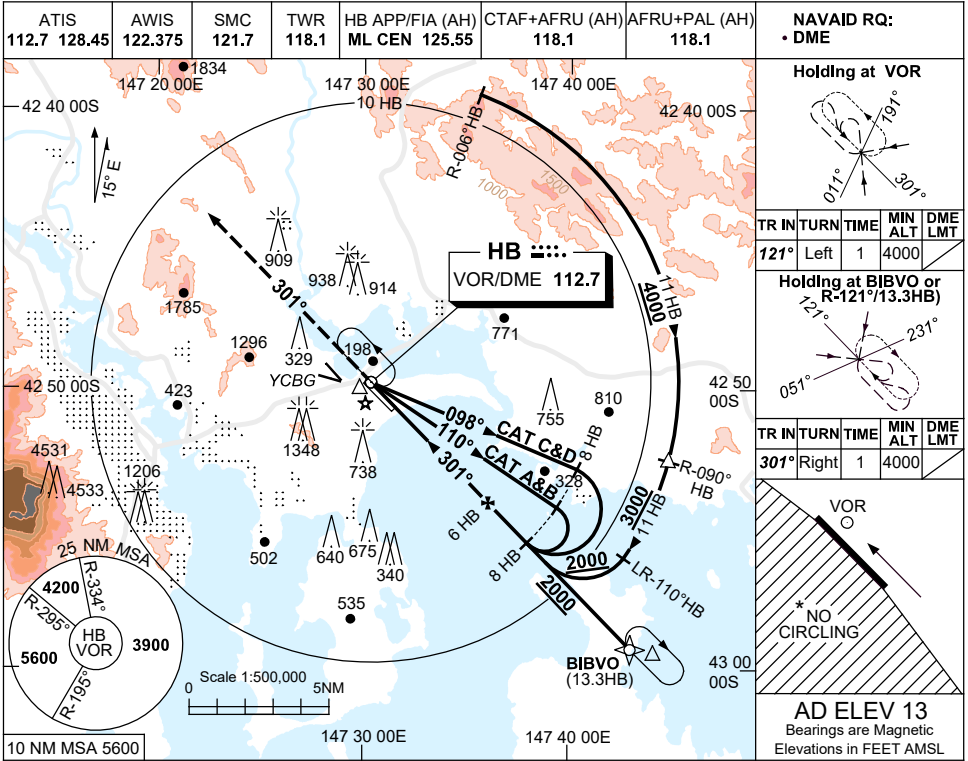 ATIS
112.7 128.45
AWIS
122.375
SMC
121.7
TWR
118.1
HB APP/FIA (AH)
ML CEN 125.55
CTAF+AFRU (AH)
118.1
AFRU+PAL (AH)
118.1
NAVAID RQ:
• DME
1834
147 20 00E
147 30 00E
147 40 00E
10 HB
42 40 00S
42 40 00S
R-006°HB
1000
1500
15° E
909
938
914
HB
VOR/DME 112.7
11 HB
4000
301°
1785
771
1296
329
198
YCBG
42 50 00S
42 50
00S
423
755
810
098°
CAT C&D
8 HB
110°
CAT A&B
328
1348
738
301°
R-090°
HB
4531
4533
1206
6 HB
3000
11 HB
502
640
675
340
8 HB
2000
2000
LR-110°HB
25 NM MSA
4200
R-334°
R-295°
HB
VOR
3900
5600
R-195°
535
BIBVO
(13.3HB)
43 00
00S
Scale 1:500,000
0
5NM
10 NM MSA 5600
147 30 00E
147 40 00E
Holding at VOR
191°
011°
301°
TR IN TURN TIME MIN ALT DME LMT
121° Left 1 4000
Holding at BIBVO or
R-121°/13.3HB)
121°
231°
051°
TR IN TURN TIME MIN ALT DME LMT
301° Right 1 4000
VOR
* NO
CIRCLING
AD ELEV 13
Bearings are Magnetic
Elevations in FEET AMSL